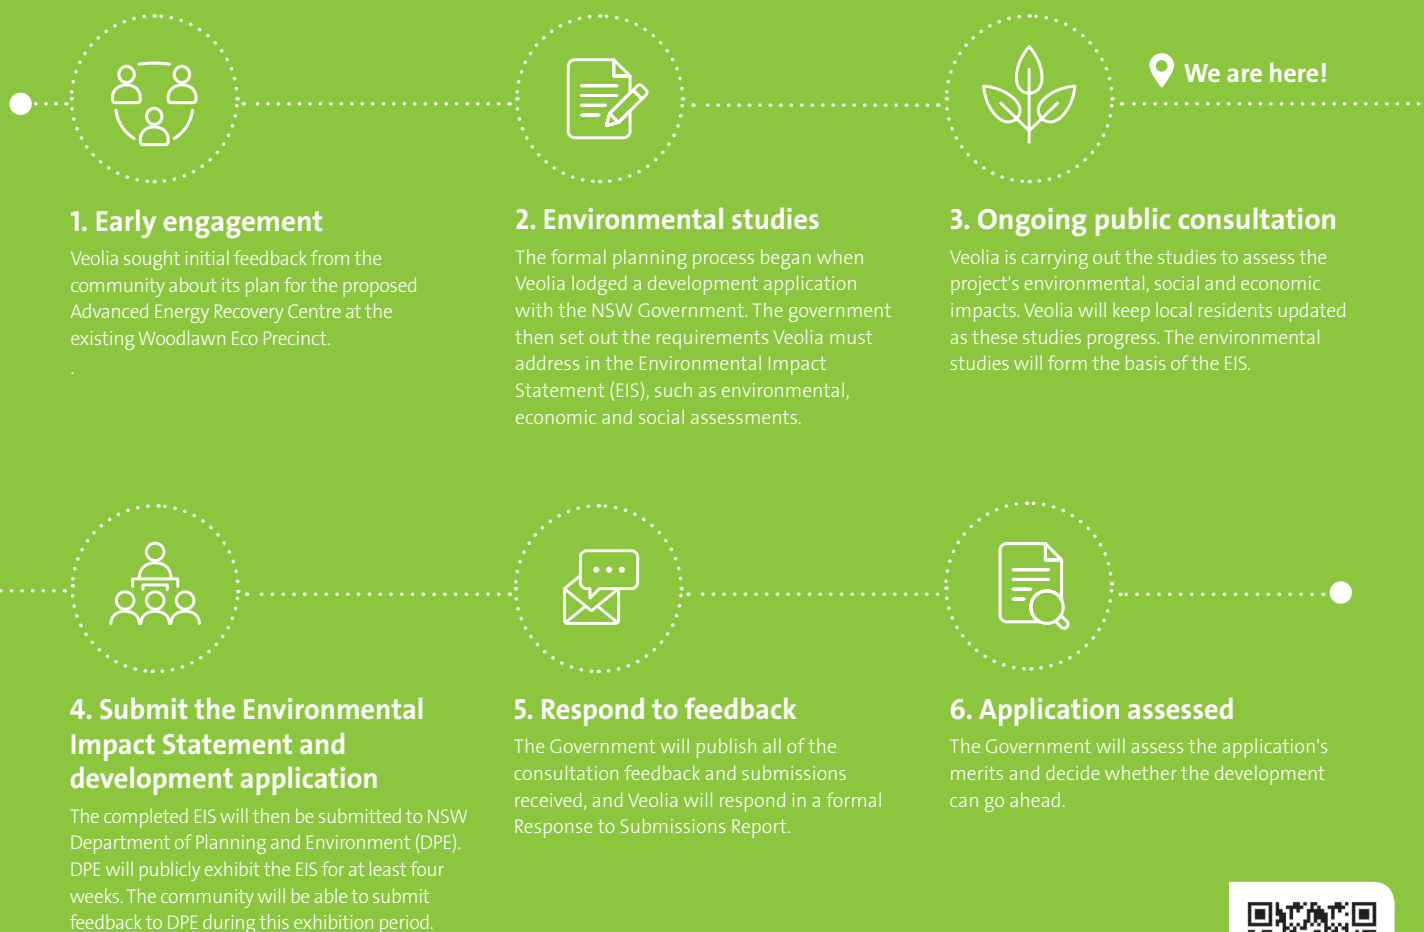 We are here!
1. Early engagement
Veolia sought initial feedback from the
community about its plan for the proposed
Advanced Energy Recovery Centre at the
existing Woodlawn Eco Precinct.
.
2. Environmental studies
The formal planning process began when
Veolia lodged a development application
with the NSW Government. The government
then set out the requirements Veolia must
address in the Environmental Impact
Statement (EIS), such as environmental,
economic and social assessments.
3. Ongoing public consultation
Veolia is carrying out the studies to assess the
project's environmental, social and economic
impacts. Veolia will keep local residents updated
as these studies progress. The environmental
studies will form the basis of the EIS.
4. Submit the Environmental
Impact Statement and
development application
The completed EIS will then be submitted to NSW
Department of Planning and Environment (DPE).
DPE will publicly exhibit the EIS for at least four
weeks. The community will be able to submit
feedback to DPE during this exhibition period.
5. Respond to feedback
The Government will publish all of the
consultation feedback and submissions
received, and Veolia will respond in a formal
Response to Submissions Report.
6. Application assessed
The Government will assess the application's
merits and decide whether the development
can go ahead.